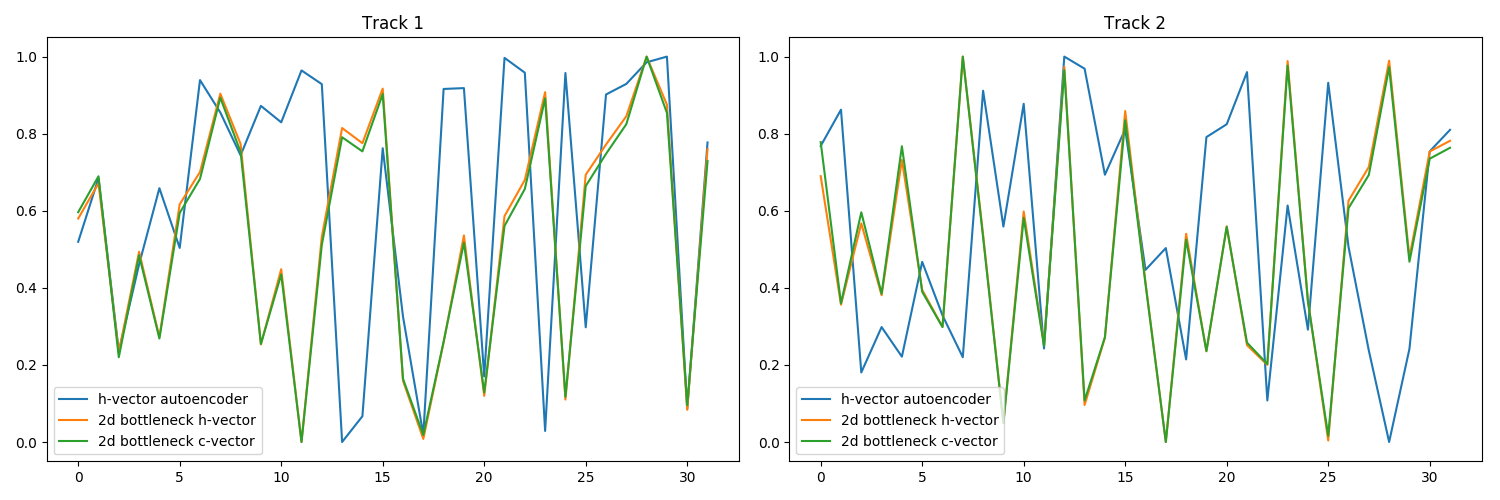 Track 1
1.0
0.8
0.6
0.4
0.2
0.0
h-vector autoencoder
2d bottleneck h-vector
2d bottleneck c-vector
0 5 10 15 20 25 30
Track 2
1.0
0.8
0.6
0.4
0.2
0.0
h-vector autoencoder
2d bottleneck h-vector
2d bottleneck c-vector
0 5 10 15 20 25 30